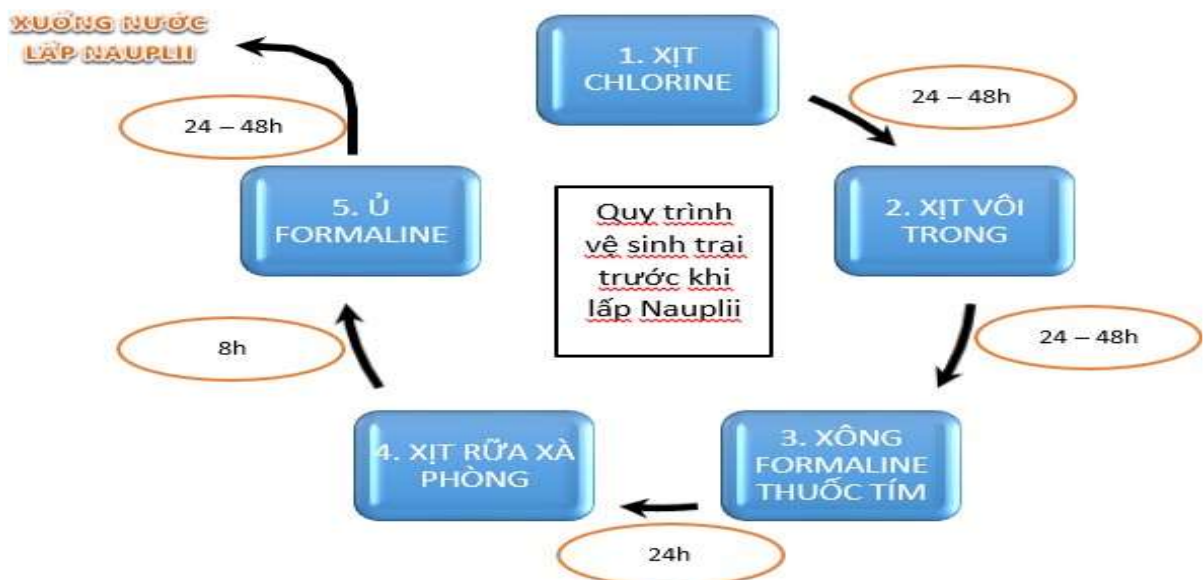 XUỐNG NƯỚC
LẤP NAUPLII
1. XỊT
CHLORINE
24 – 48h
24 – 48h
5. Ủ
FORMALINE
Quy trình
vệ sinh trại
trước khi
lấp Nauplii
2. XỊT VÔI
TRONG
8h
24 – 48h
4. XỊT RỮA XÀ
PHÒNG
3. XÔNG
FORMALINE
THUỐC TÍM
24h